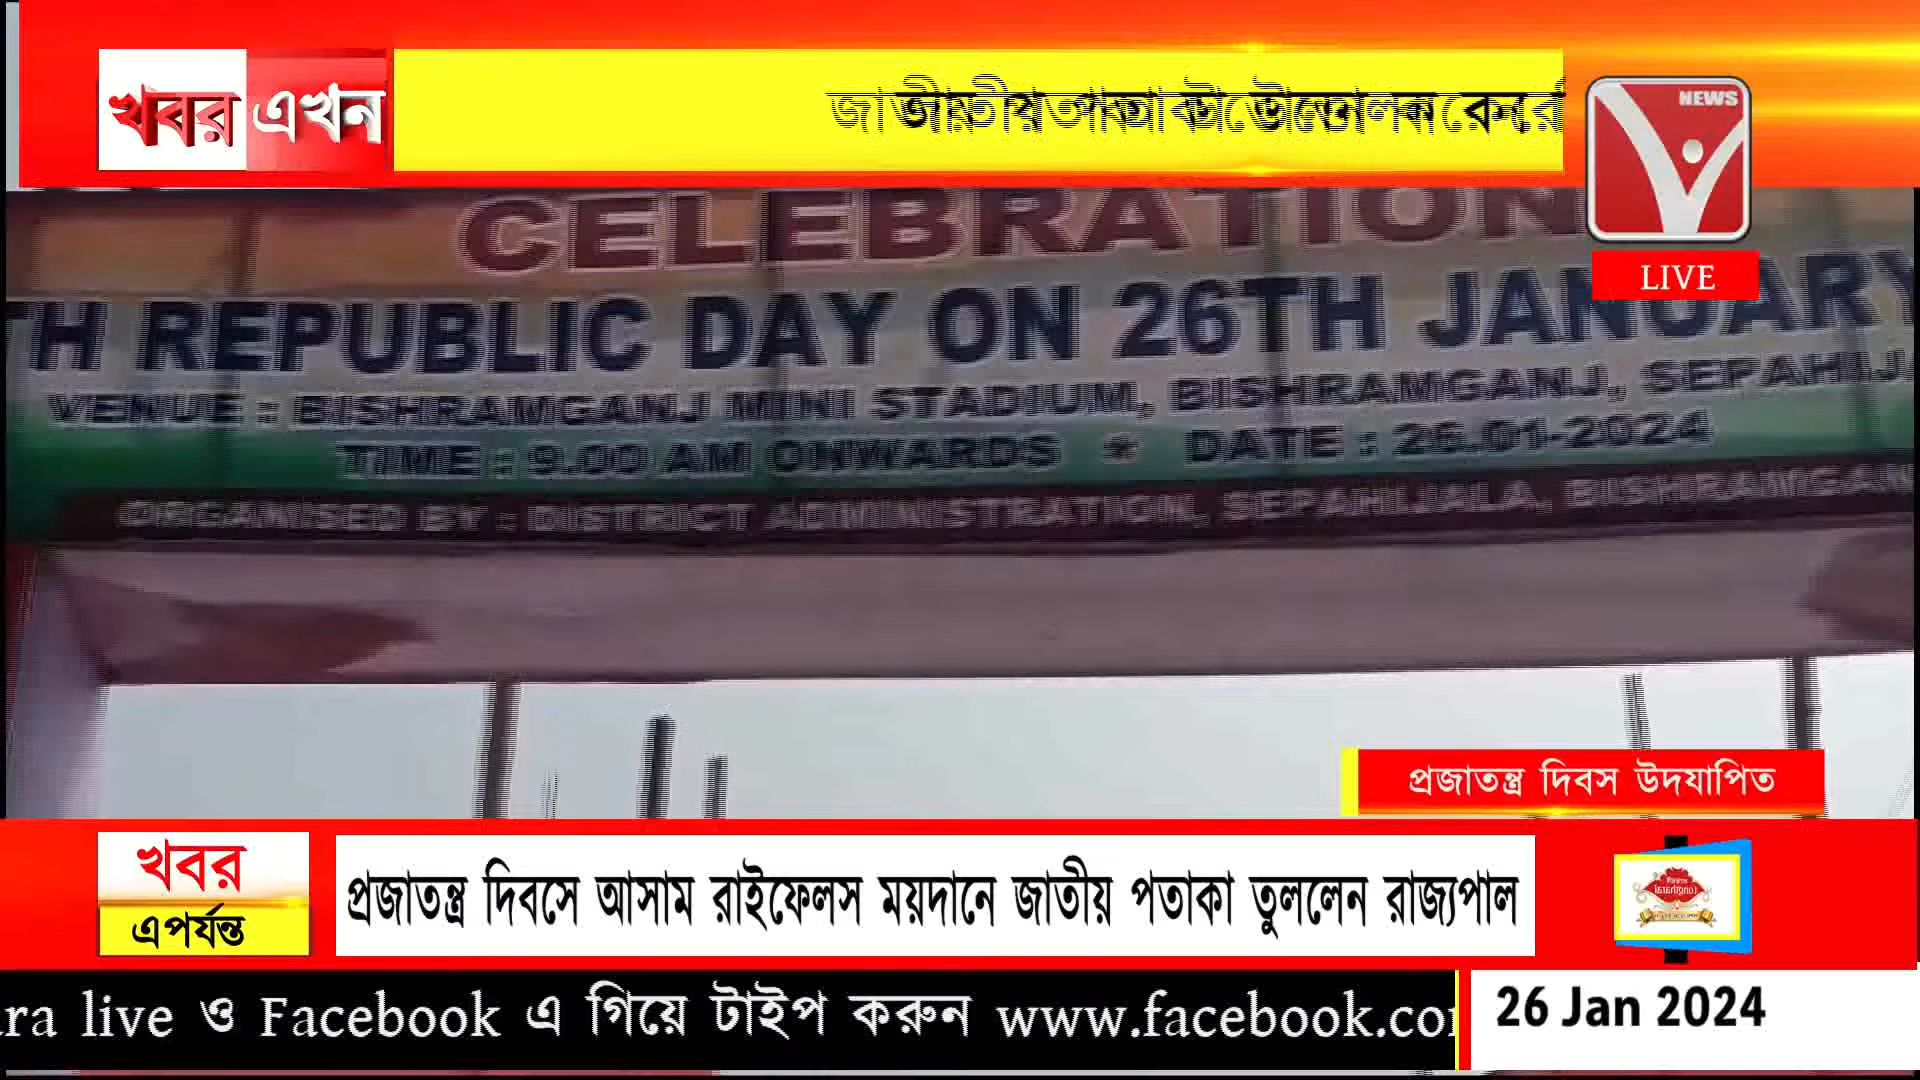 খবর এখন
NEWS
LIVE
CELEBRATION
TH REPUBLIC DAY ON 26TH JANUARY
VENUE : BISHRAMGANJ MINI STADIUM, BISHRAMGANJ, SEPAHIJ
TIME : 9.00 AM ONWARDS * DATE : 26.01-2024
ORGANISED BY : DISTRICT ADMINISTRATION, SEPAHIJALA, BISHRAMGAN
প্রজাতন্ত্র দিবস উদযাপিত
খবর
এপর্যন্ত
প্রজাতন্ত্র দিবসে আসাম রাইফেলস ময়দানে জাতীয় পতাকা তুললেন রাজ্যপাল
ara live ও Facebook এ গিয়ে টাইপ করুন www.facebook.co
26 Jan 2024